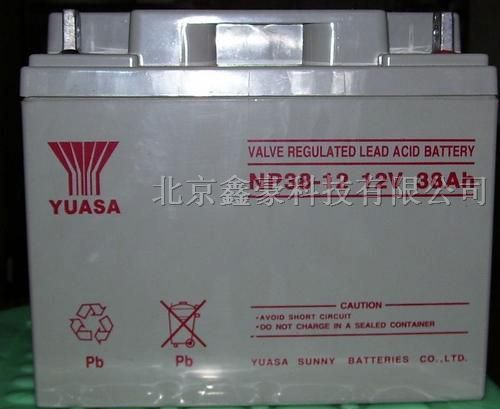 VALVE REGULATED LEAD ACID BATTERY
YUASA
NP38-12 12V 38Ah
北京鑫豪科技有限公司
CAUTION
• AVOID SHORT CIRCUIT
• DO NOT CHARGE IN A SEALED CONTAINER
Pb
Pb
YUASA SUNNY BATTERIES CO.,LTD.